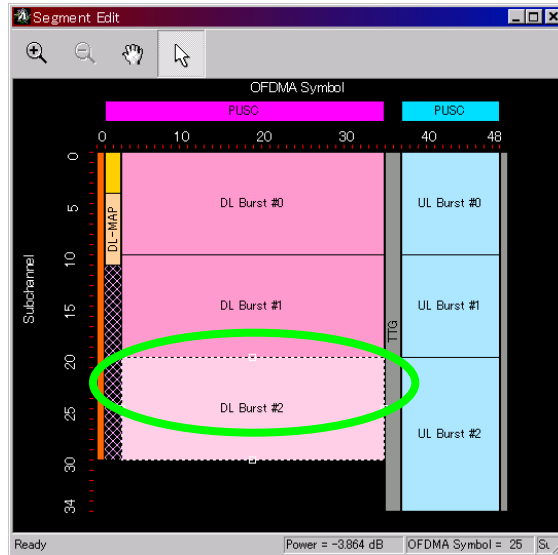 Segment Edit
OFDMA Symbol
PUSC PUSC
0 10 20 30 40 48
Subchannel
0
5
10
15
20
25
30
34
DL-MAP
DL Burst #0
DL Burst #1
DL Burst #2
TTG
UL Burst #0
UL Burst #1
UL Burst #2
Ready Power = -3.864 dB OFDMA Symbol = 25